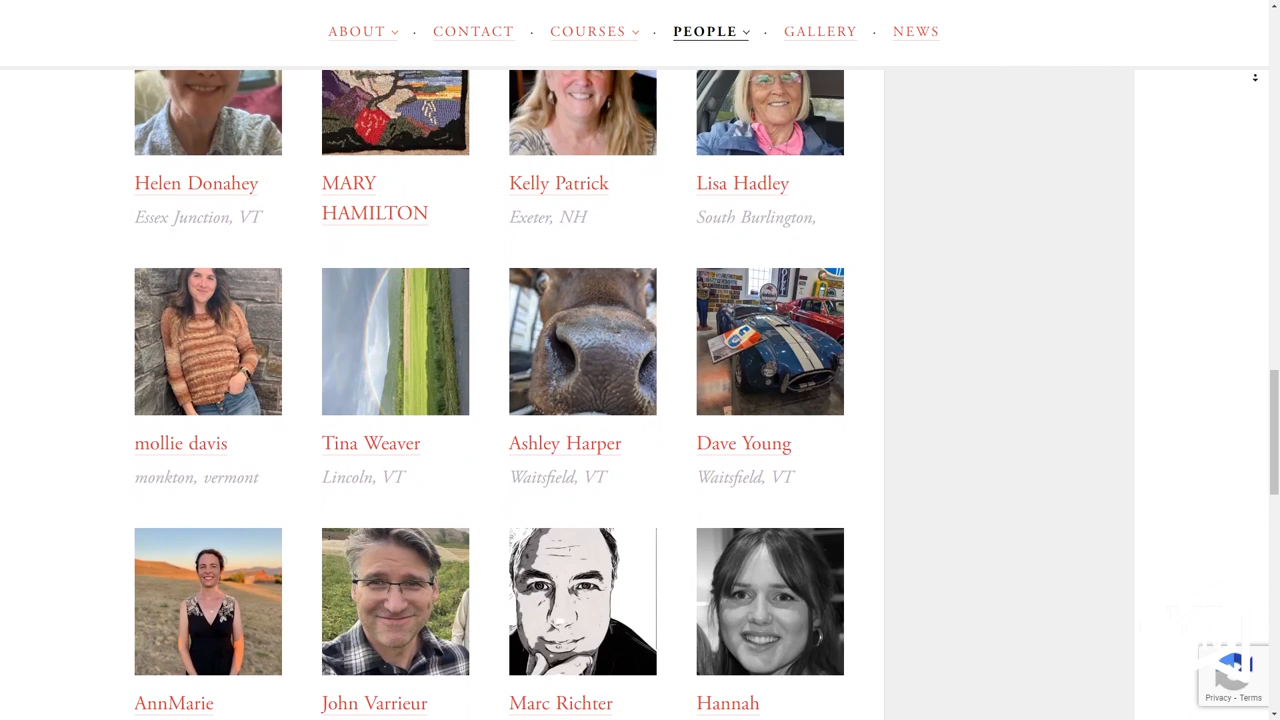 ABOUT · CONTACT · COURSES · PEOPLE · GALLERY · NEWS
Helen Donahey
Essex Junction, VT
MARY
HAMILTON
Kelly Patrick
Exeter, NH
Lisa Hadley
South Burlington,
mollie davis
monkton, vermont
Tina Weaver
Lincoln, VT
Ashley Harper
Waitsfield, VT
Dave Young
Waitsfield, VT
AnnMarie
John Varrieur
Marc Richter
Hannah
Privacy - Terms